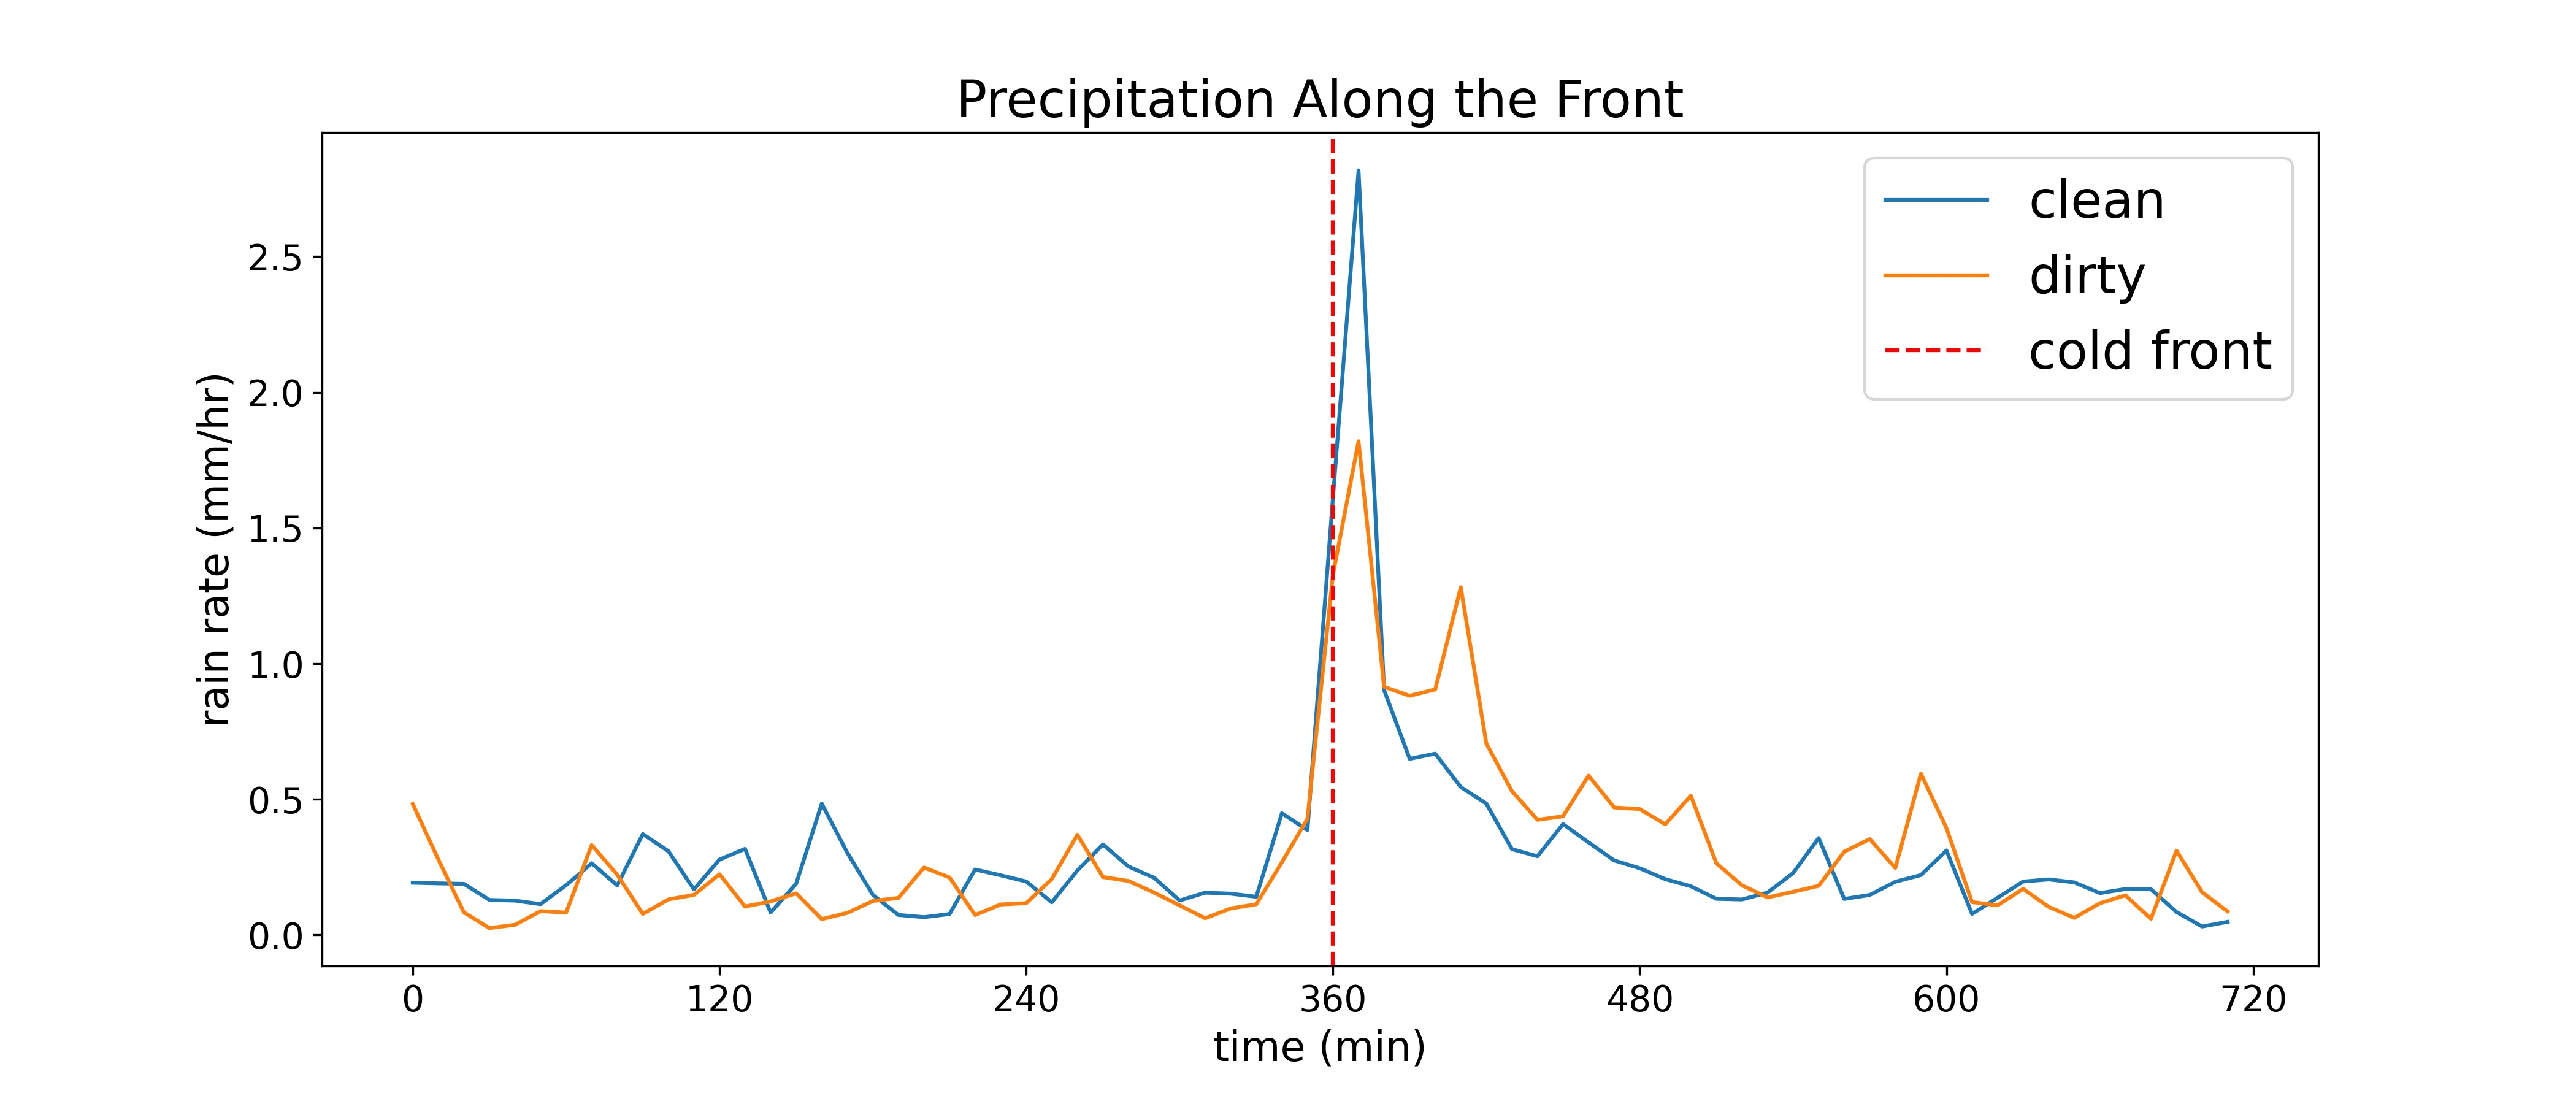 Precipitation Along the Front
rain rate (mm/hr)
2.5
2.0
1.5
1.0
0.5
0.0
clean
dirty
cold front
0 120 240 360 480 600 720
time (min)